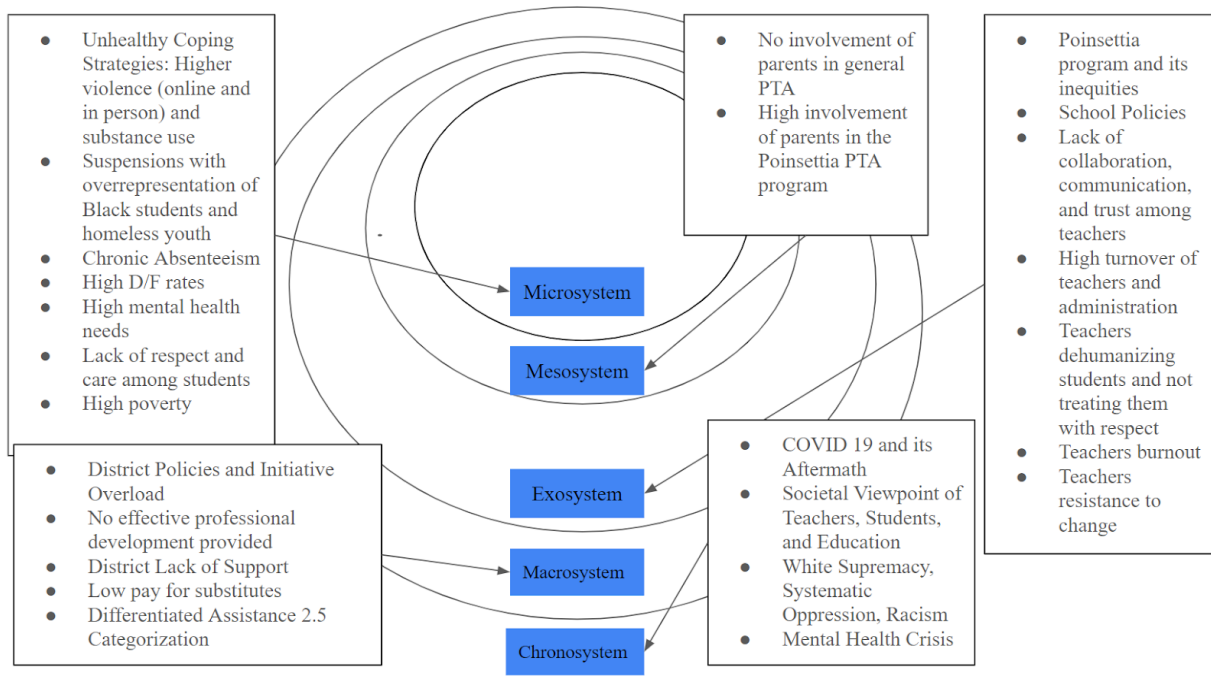 ● Unhealthy Coping
Strategies: Higher
violence (online and
in person) and
substance use
● Suspensions with
overrepresentation of
Black students and
homeless youth
● Chronic Absenteeism
● High D/F rates
● High mental health
needs
● Lack of respect and
care among students
● High poverty
● No involvement of
parents in general
PTA
● High involvement
of parents in the
Poinsettia PTA
program
● Poinsettia
program and its
inequities
● School Policies
● Lack of
collaboration,
communication,
and trust among
teachers
● High turnover of
teachers and
administration
● Teachers
dehumanizing
students and not
treating them
with respect
● Teachers burnout
● Teachers
resistance to
change
-
Microsystem
Mesosystem
Exosystem
Macrosystem
Chronosystem
● District Policies and Initiative
Overload
● No effective professional
development provided
● District Lack of Support
● Low pay for substitutes
● Differentiated Assistance 2.5
Categorization
● COVID 19 and its
Aftermath
● Societal Viewpoint of
Teachers, Students,
and Education
● White Supremacy,
Systematic
Oppression, Racism
● Mental Health Crisis